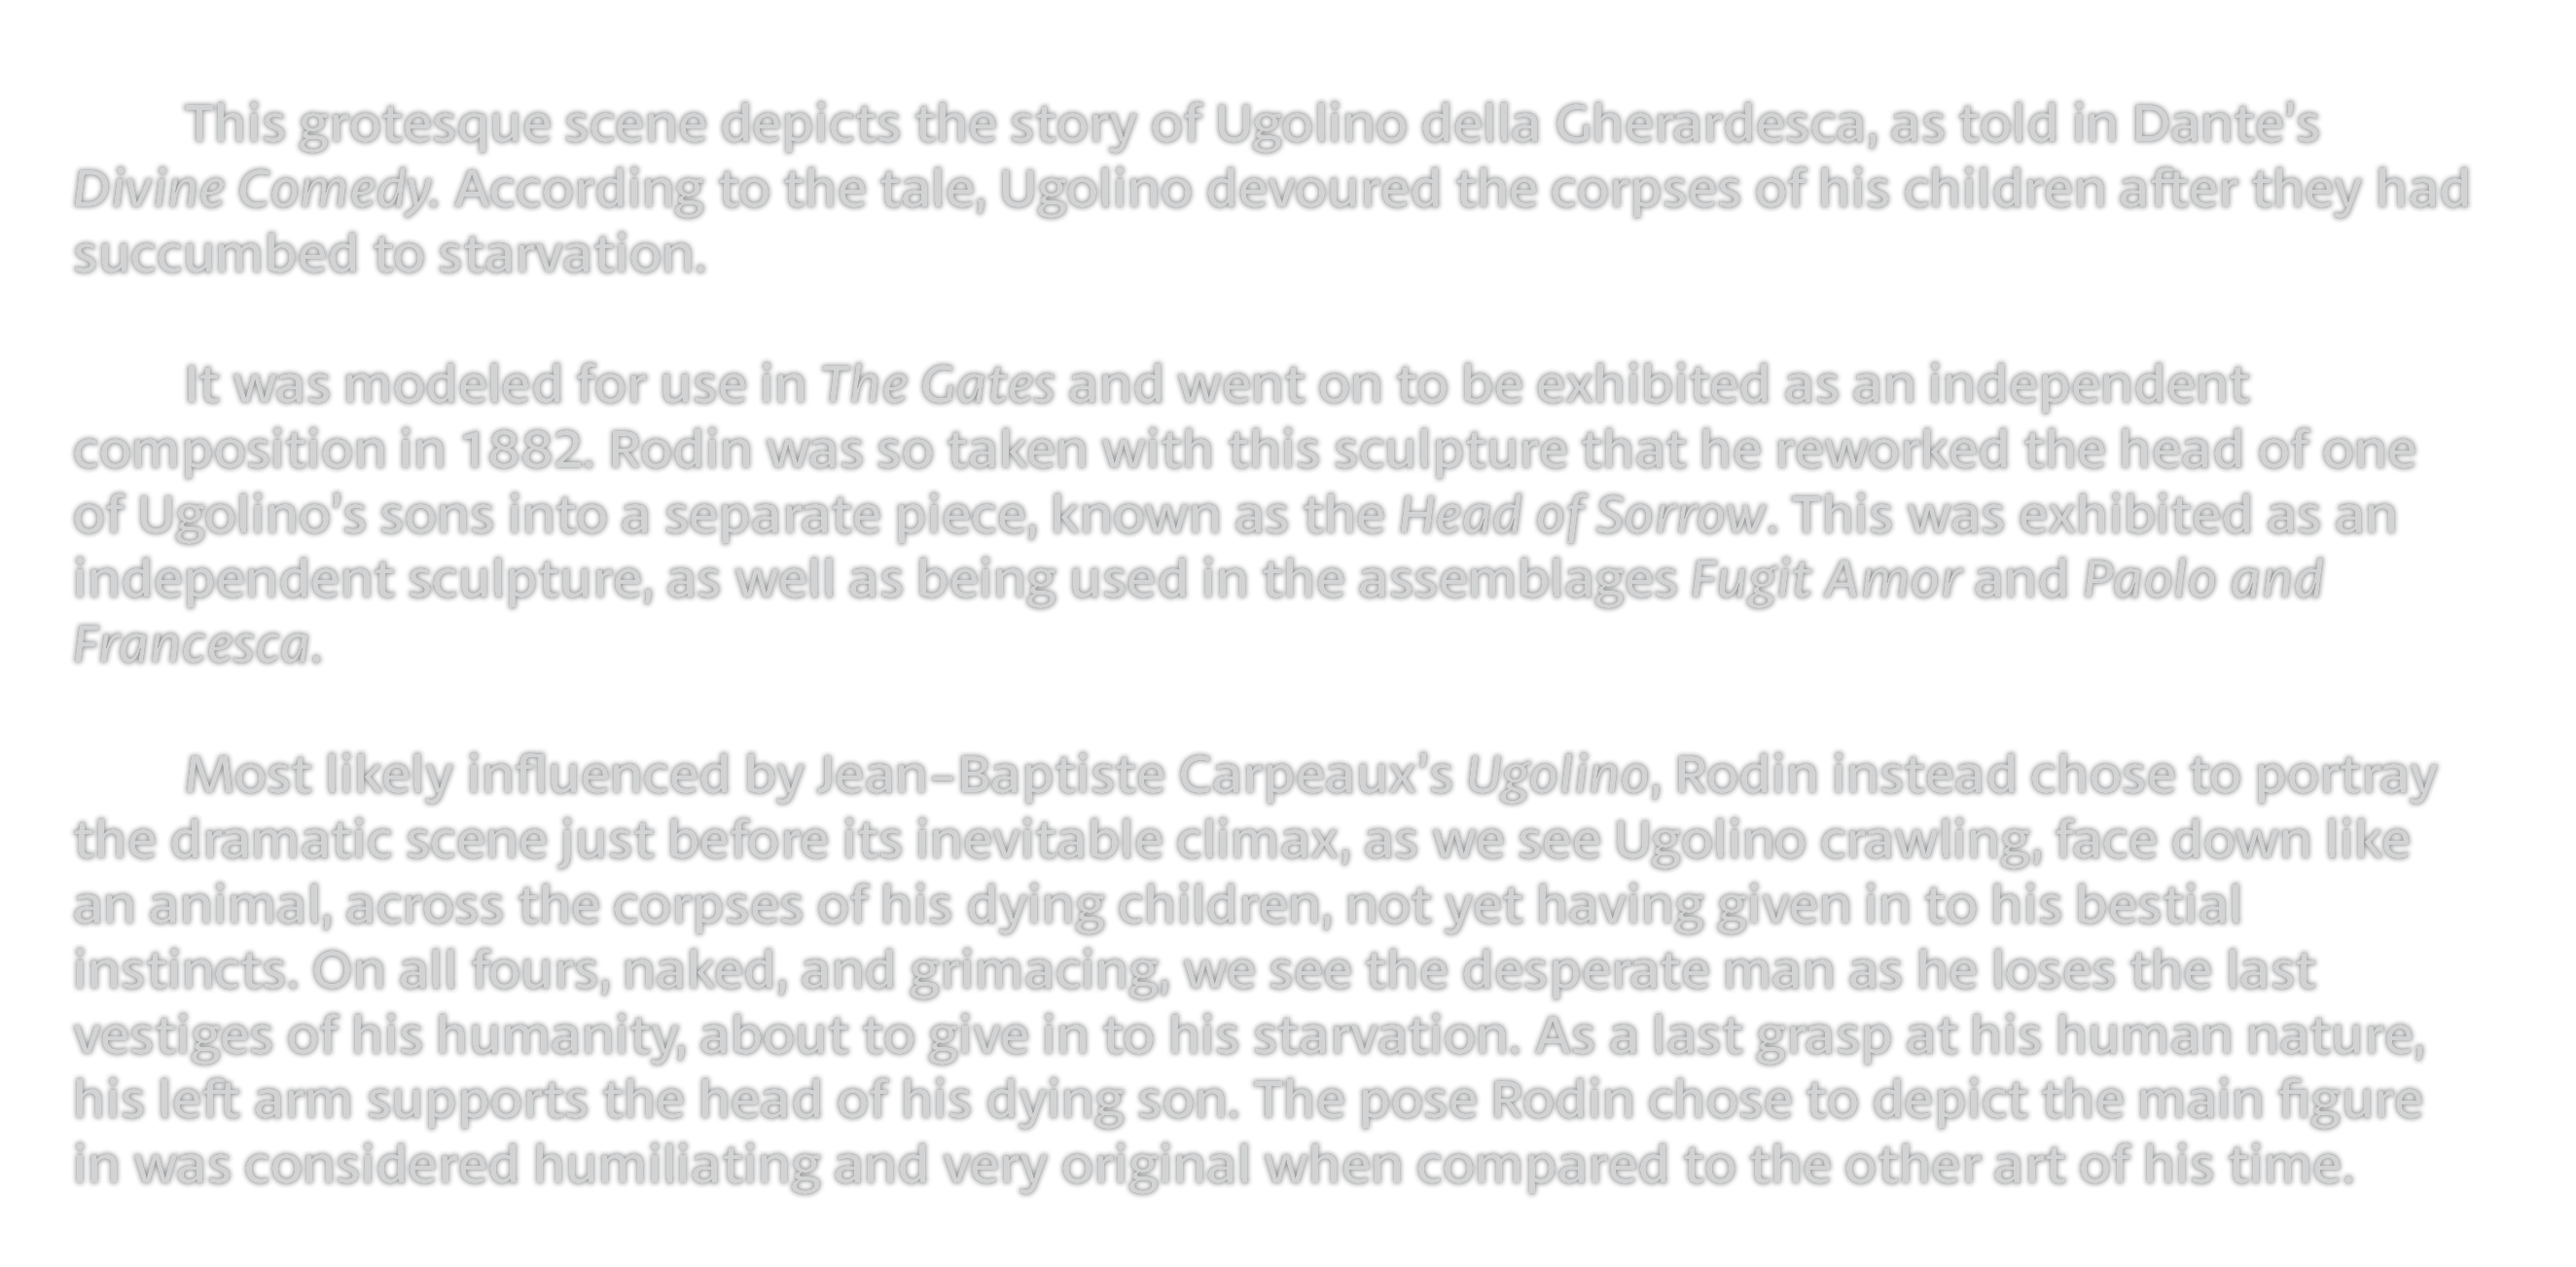 This grotesque scene depicts the story of Ugolino della Gherardesca, as told in Dante's
Divine Comedy. According to the tale, Ugolino devoured the corpses of his children after they had
succumbed to starvation.
It was modeled for use in The Gates and went on to be exhibited as an independent
composition in 1882. Rodin was so taken with this sculpture that he reworked the head of one
of Ugolino's sons into a separate piece, known as the Head of Sorrow. This was exhibited as an
independent sculpture, as well as being used in the assemblages Fugit Amor and Paolo and
Francesca.
Most likely influenced by Jean-Baptiste Carpeaux's Ugolino, Rodin instead chose to portray
the dramatic scene just before its inevitable climax, as we see Ugolino crawling, face down like
an animal, across the corpses of his dying children, not yet having given in to his bestial
instincts. On all fours, naked, and grimacing, we see the desperate man as he loses the last
vestiges of his humanity, about to give in to his starvation. As a last grasp at his human nature,
his left arm supports the head of his dying son. The pose Rodin chose to depict the main figure
in was considered humiliating and very original when compared to the other art of his time.